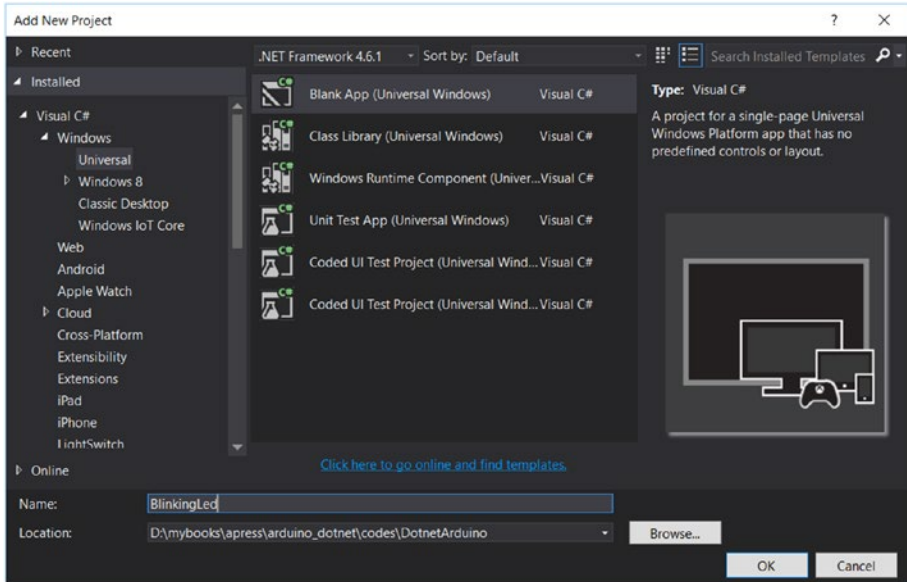 Add New Project
? X
Recent
.NET Framework 4.6.1
Sort by: Default
Search Installed Templates
Installed
Visual C#
Windows
Universal
Windows 8
Classic Desktop
Windows IoT Core
Web
Android
Apple Watch
Cloud
Cross-Platform
Extensibility
Extensions
iPad
iPhone
LightSwitch
Online
C# Blank App (Universal Windows) Visual C#
C# Class Library (Universal Windows) Visual C#
C# Windows Runtime Component (Univer... Visual C#
C# Unit Test App (Universal Windows) Visual C#
C# Coded UI Test Project (Universal Wind... Visual C#
C# Coded UI Test Project (Universal Wind... Visual C#
Click here to go online and find templates.
Type: Visual C#
A project for a single-page Universal
Windows Platform app that has no
predefined controls or layout.
Name: BlinkingLed
Location: D:\mybooks\apress\arduino_dotnet\codes\DotnetArduino
Browse...
OK Cancel